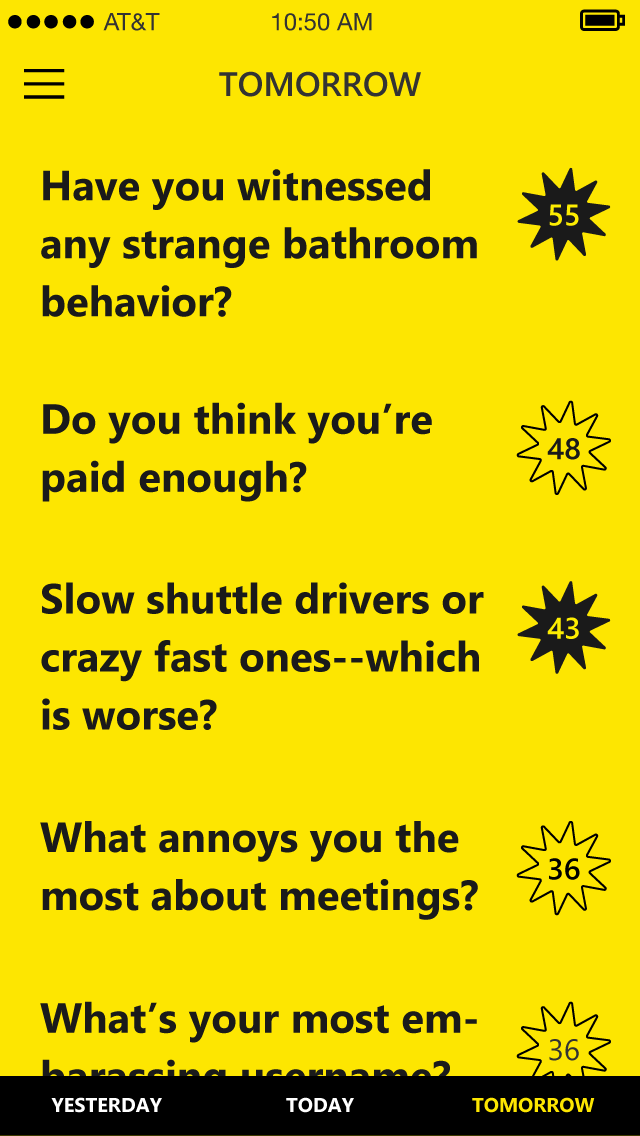 AT&T 10:50 AM
TOMORROW
Have you witnessed
any strange bathroom
behavior?
55
Do you think you’re
paid enough?
48
Slow shuttle drivers or
crazy fast ones--which
is worse?
43
What annoys you the
most about meetings?
36
What’s your most em-
barassing username?
36
YESTERDAY TODAY TOMORROW